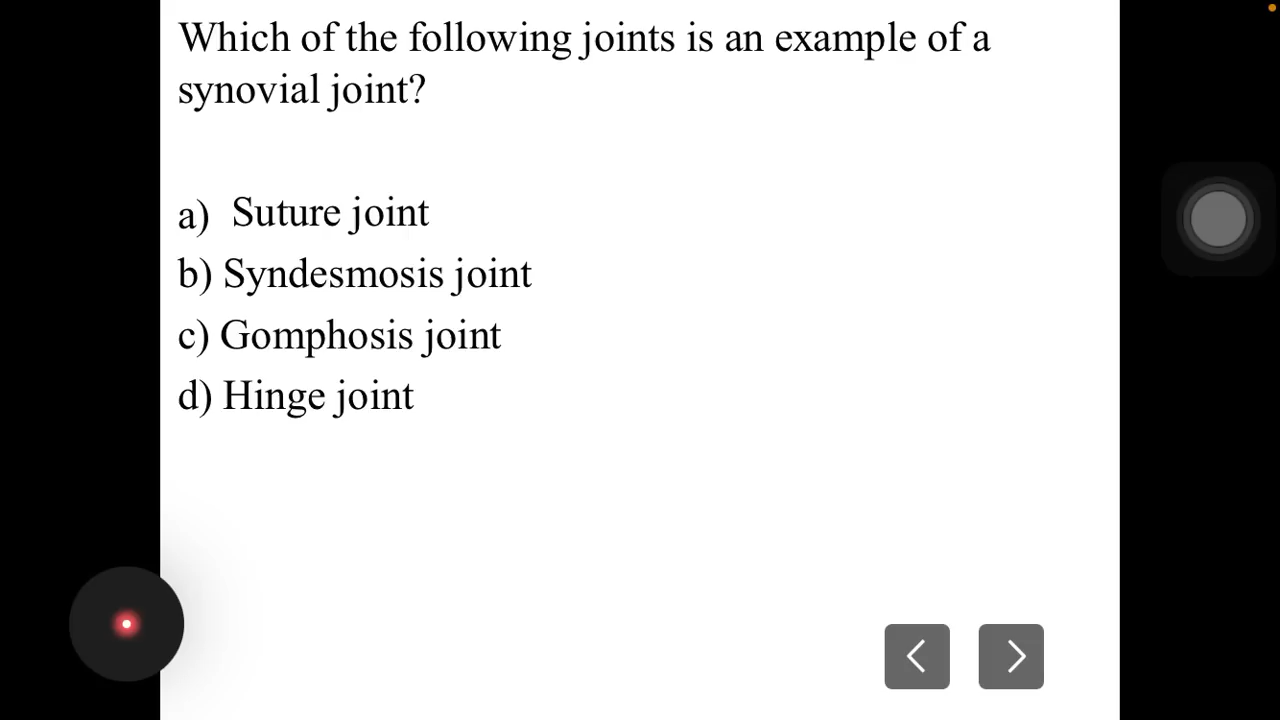 Which of the following joints is an example of a
synovial joint?
a) Suture joint
b) Syndesmosis joint
c) Gomphosis joint
d) Hinge joint